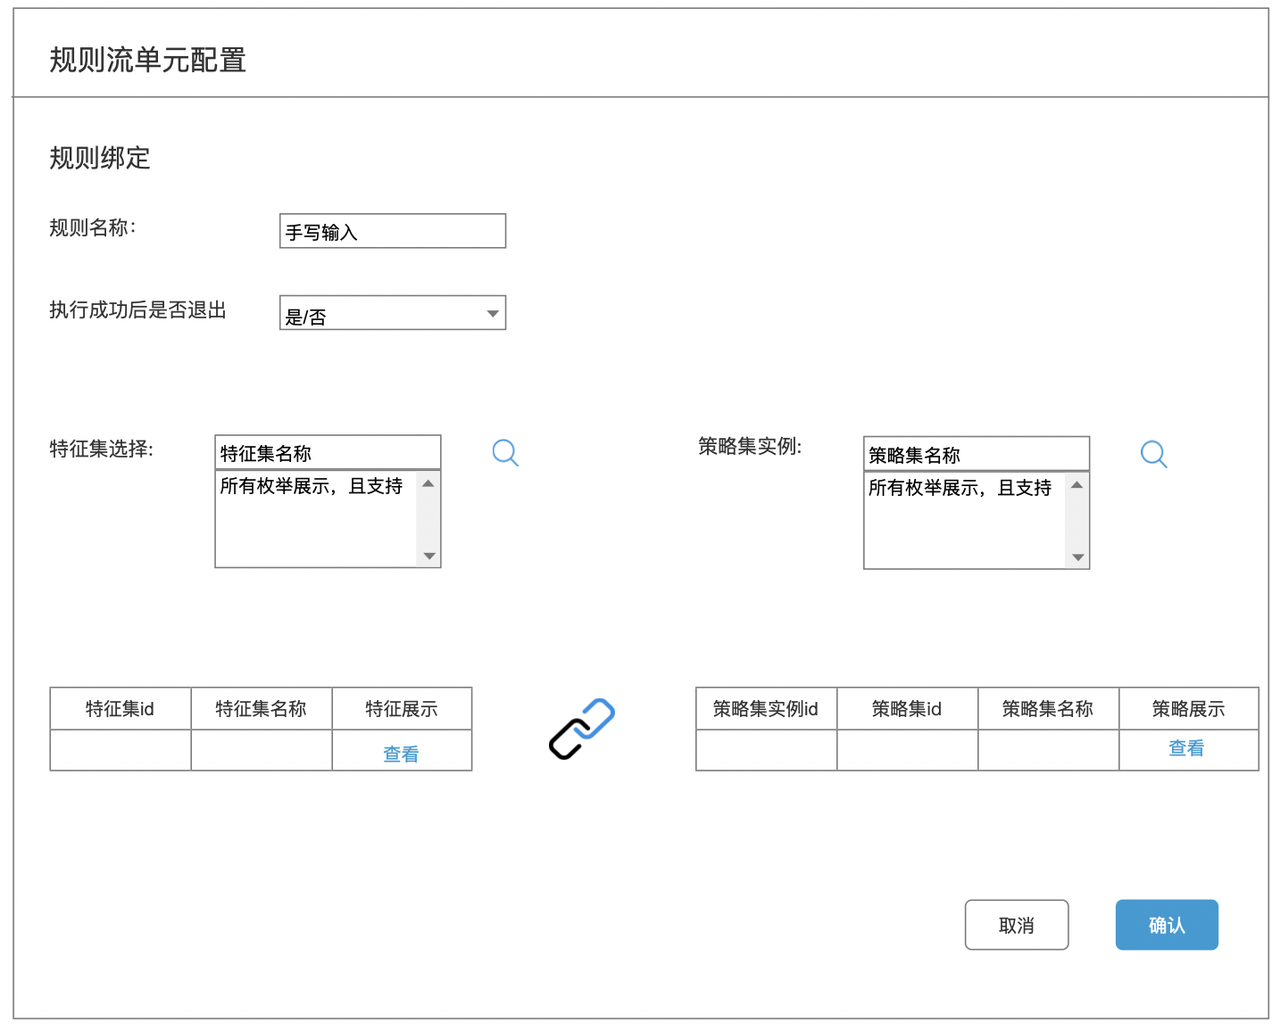 规则流单元配置
规则绑定
规则名称：
手写输入
执行成功后是否退出
是/否
特征集选择:
特征集名称
所有枚举展示，且支持
策略集实例:
策略集名称
所有枚举展示，且支持
特征集id 特征集名称 特征展示
查看
策略集实例id 策略集id 策略集名称 策略展示
查看
取消
确认